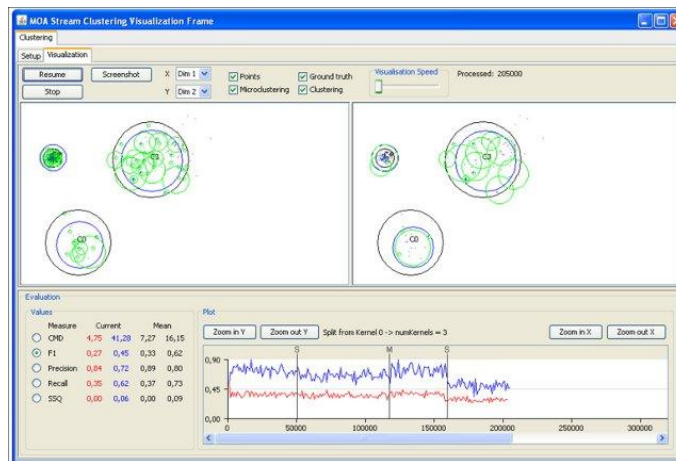 MOA Stream Clustering Visualization Frame
Clustering
Setup Visualization
Resume Screenshot X Dim 1 Points Ground truth Visualisation Speed Processed: 205000
Stop Y Dim 2 Microclustering Clustering
C1 C2
C0 C0
Evaluation
Values Plot
Measure Current Mean
Zoom in Y Zoom out Y Split from Kernel 0 -> numKernels = 3 Zoom in X Zoom out X
CMD 4,75 41,28 7,27 16,15
F1 0,27 0,45 0,33 0,62
Precision 0,84 0,72 0,89 0,80
Recall 0,35 0,62 0,37 0,73
SSQ 0,00 0,06 0,00 0,09
S M S
0,90
0,45
0,00
0 50000 100000 150000 200000 250000 300000